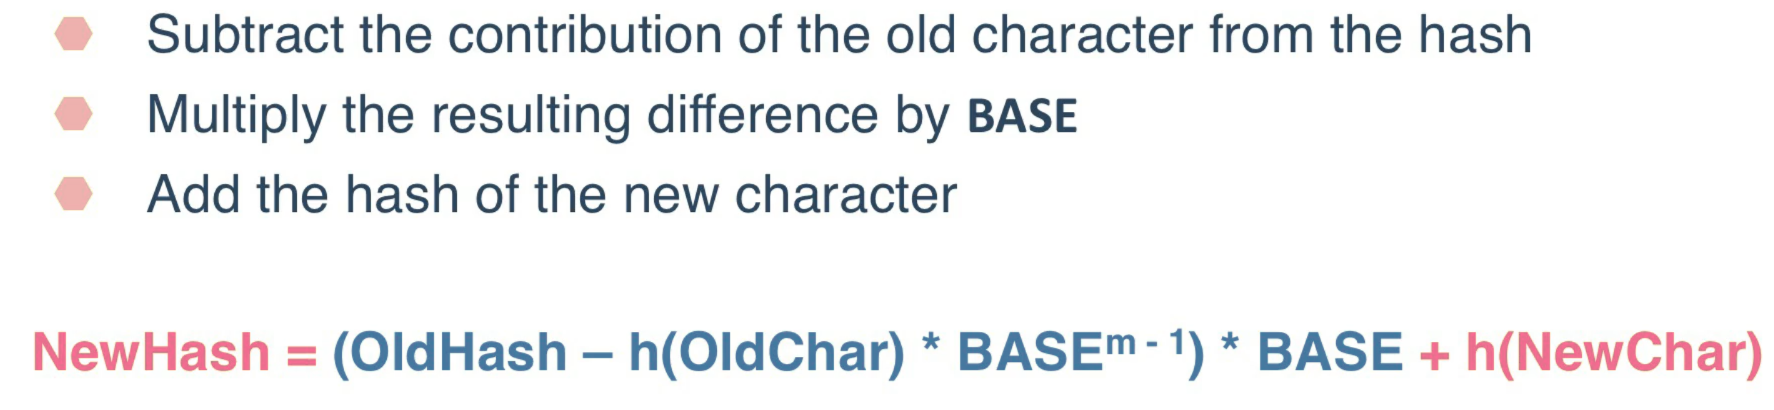 Subtract the contribution of the old character from the hash
Multiply the resulting difference by BASE
Add the hash of the new character
NewHash = (OldHash – h(OldChar) * BASEᵐ ⁻ ¹) * BASE + h(NewChar)